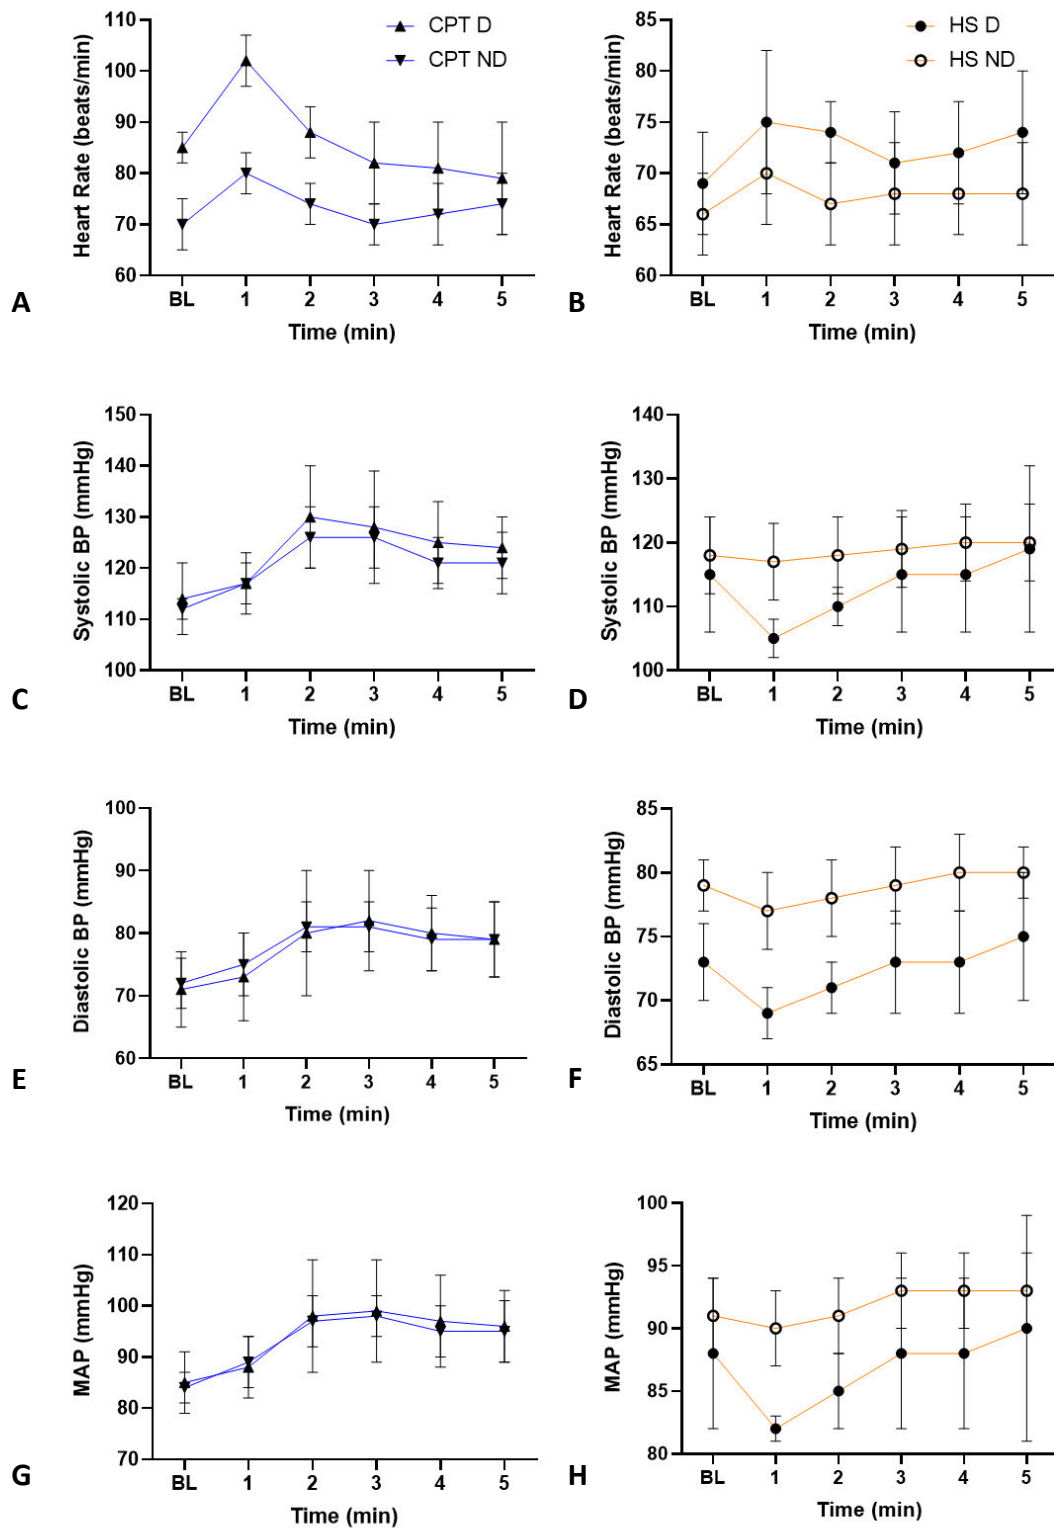 Heart Rate (beats/min)
110
100
90
80
70
60
CPT D
CPT ND
BL 1 2 3 4 5
Time (min)
A
Heart Rate (beats/min)
85
80
75
70
65
60
HS D
HS ND
BL 1 2 3 4 5
Time (min)
B
Systolic BP (mmHg)
150
140
130
120
110
100
BL 1 2 3 4 5
Time (min)
C
Systolic BP (mmHg)
140
130
120
110
100
BL 1 2 3 4 5
Time (min)
D
Diastolic BP (mmHg)
100
90
80
70
60
BL 1 2 3 4 5
Time (min)
E
Diastolic BP (mmHg)
85
80
75
70
65
BL 1 2 3 4 5
Time (min)
F
MAP (mmHg)
120
110
100
90
80
70
BL 1 2 3 4 5
Time (min)
G
MAP (mmHg)
100
95
90
85
80
BL 1 2 3 4 5
Time (min)
H